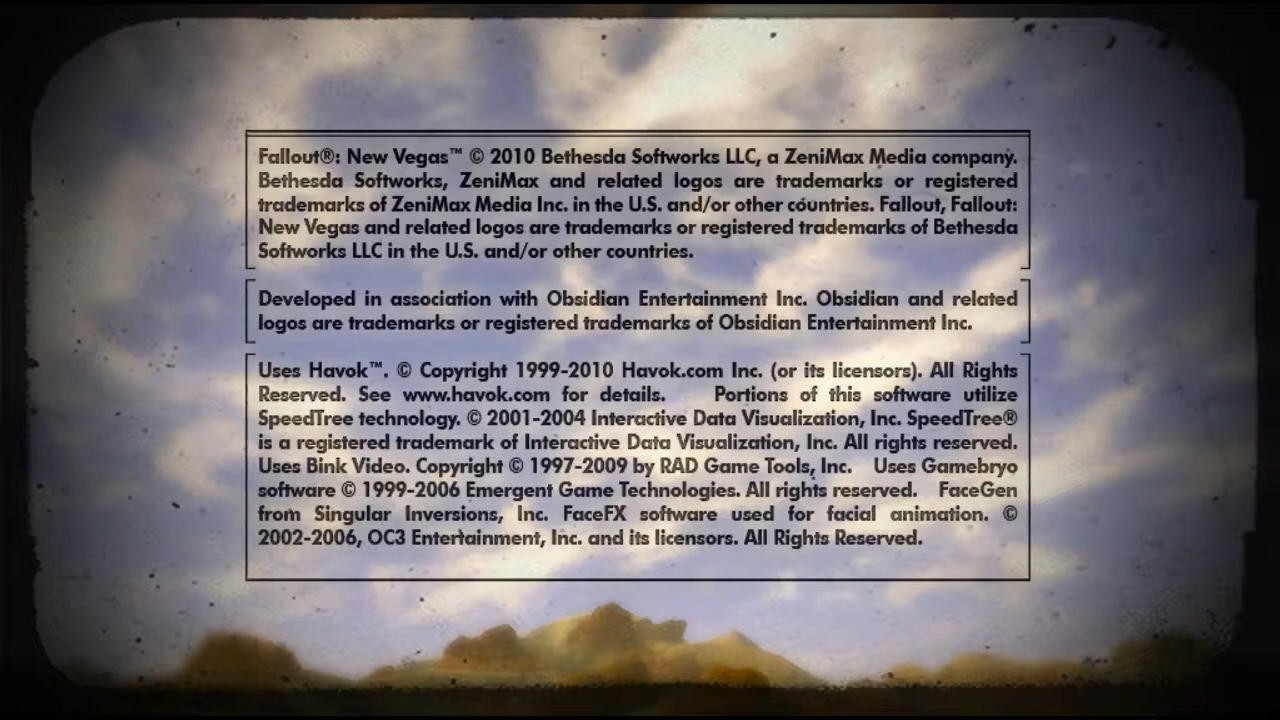 Fallout®: New Vegas™ © 2010 Bethesda Softworks LLC, a ZeniMax Media company.
Bethesda Softworks, ZeniMax and related logos are trademarks or registered
trademarks of ZeniMax Media Inc. in the U.S. and/or other countries. Fallout, Fallout:
New Vegas and related logos are trademarks or registered trademarks of Bethesda
Softworks LLC in the U.S. and/or other countries.
Developed in association with Obsidian Entertainment Inc. Obsidian and related
logos are trademarks or registered trademarks of Obsidian Entertainment Inc.
Uses Havok™. © Copyright 1999-2010 Havok.com Inc. (or its licensors). All Rights
Reserved. See www.havok.com for details. Portions of this software utilize
SpeedTree technology. © 2001-2004 Interactive Data Visualization, Inc. SpeedTree®
is a registered trademark of Interactive Data Visualization, Inc. All rights reserved.
Uses Bink Video. Copyright © 1997-2009 by RAD Game Tools, Inc. Uses Gamebryo
software © 1999-2006 Emergent Game Technologies. All rights reserved. FaceGen
from Singular Inversions, Inc. FaceFX software used for facial animation. ©
2002-2006, OC3 Entertainment, Inc. and its licensors. All Rights Reserved.